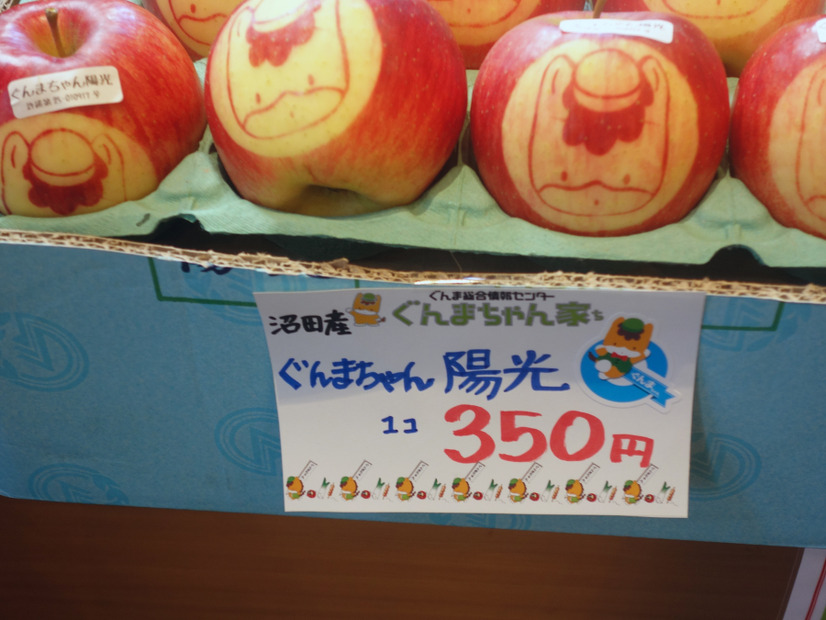 ぐんまちゃん陽光
ぐんま総合情報センター
ぐんまちゃん家
沼田産
ぐんまちゃん 陽光
1コ 350円